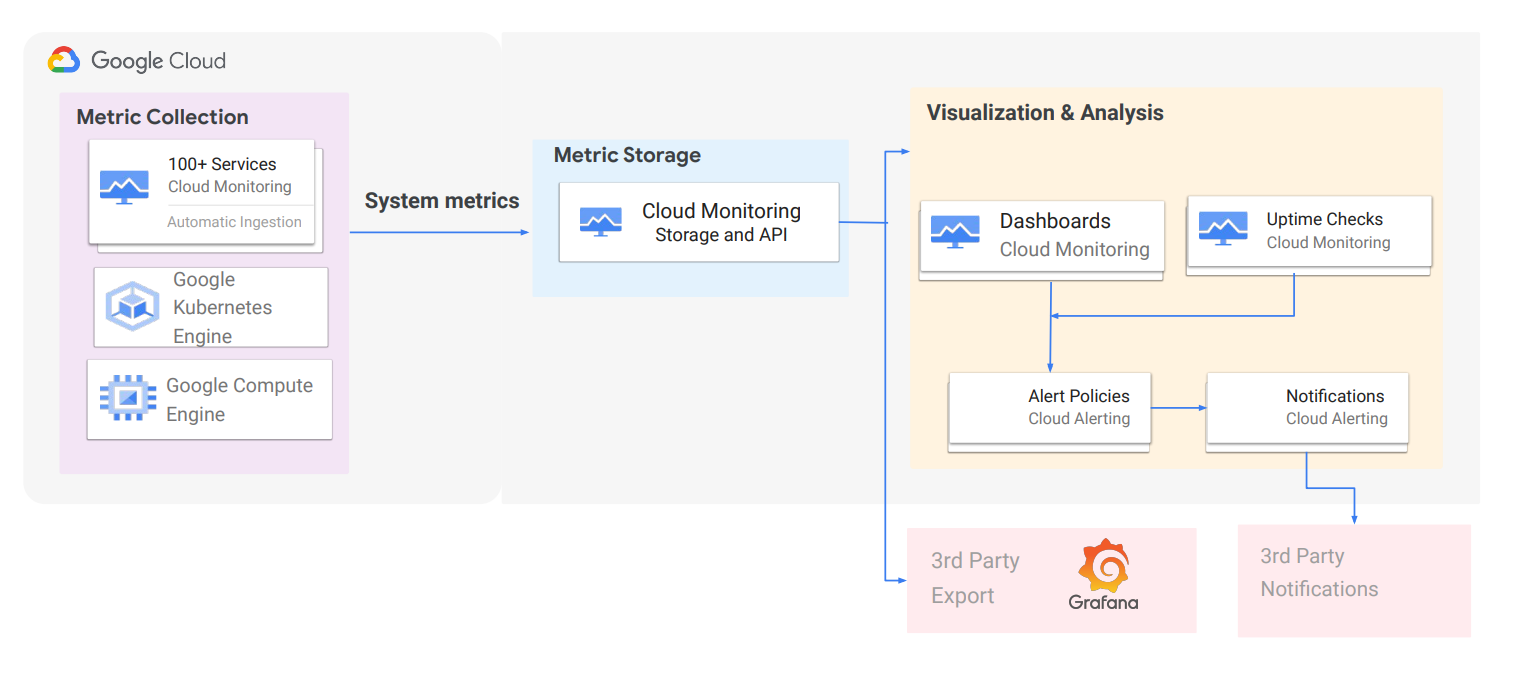 Google Cloud
Metric Collection
100+ Services
Cloud Monitoring
Automatic Ingestion
Google
Kubernetes
Engine
Google Compute
Engine
System metrics
Metric Storage
Cloud Monitoring
Storage and API
Visualization & Analysis
Dashboards
Cloud Monitoring
Uptime Checks
Cloud Monitoring
Alert Policies
Cloud Alerting
Notifications
Cloud Alerting
3rd Party
Export
Grafana
3rd Party
Notifications